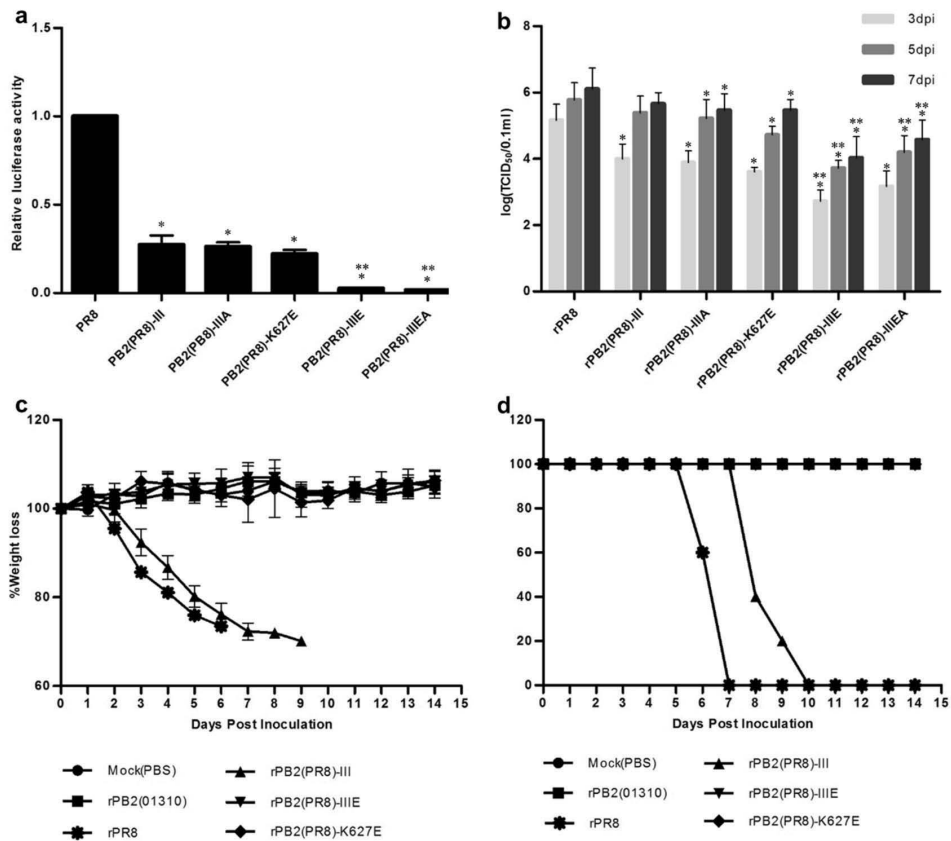 a
Relative luciferase activity
1.5
1.0
0.5
0.0
*
*
*
**
*
**
*
PR8
PB2(PR8)-III
PB2(PB8)-IIIA
PB2(PR8)-K627E
PB2(PR8)-IIIE
PB2(PR8)-IIIEA
b
log(TCID50/0.1ml)
8
6
4
2
0
3dpi
5dpi
7dpi
*
*
*
*
*
*
*
**
*
**
*
**
*
*
**
*
**
*
rPR8
rPB2(PR8)-III
rPB2(PR8)-IIIA
rPB2(PR8)-K627E
rPB2(PR8)-IIIE
rPB2(PR8)-IIIEA
c
%Weight loss
120
100
80
60
0 1 2 3 4 5 6 7 8 9 10 11 12 13 14 15
Days Post Inoculation
Mock(PBS)
rPB2(01310)
rPR8
rPB2(PR8)-III
rPB2(PR8)-IIIE
rPB2(PR8)-K627E
d
120
100
80
60
40
20
0
0 1 2 3 4 5 6 7 8 9 10 11 12 13 14 15
Days Post Inoculation
Mock(PBS)
rPB2(01310)
rPR8
rPB2(PR8)-III
rPB2(PR8)-IIIE
rPB2(PR8)-K627E